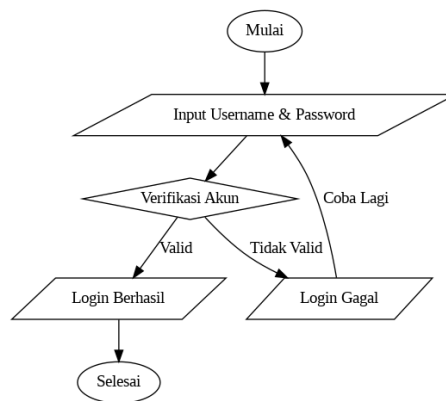 Mulai
Input Username & Password
Verifikasi Akun
Coba Lagi
Valid
Tidak Valid
Login Berhasil
Login Gagal
Selesai